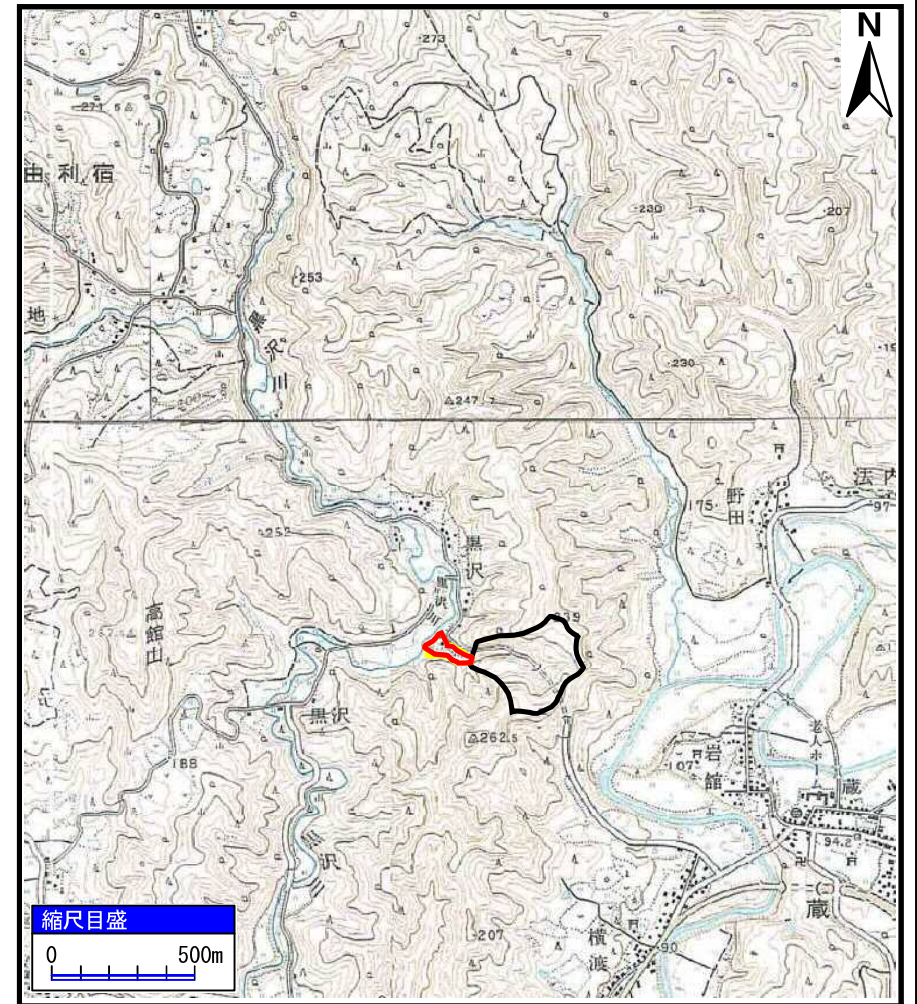 N
・273
271.5
由利宿
・230
・207
・253
地
黒沢川
・230
247.7
法内
175・
野田
・97
・252
黒沢
黒沢川
239
高館山
黒沢
262.5
188
107
岩館
老人ホーム
蔵
94.2
沢
川
蔵
縮尺目盛
0 500m
・207
横渡
90